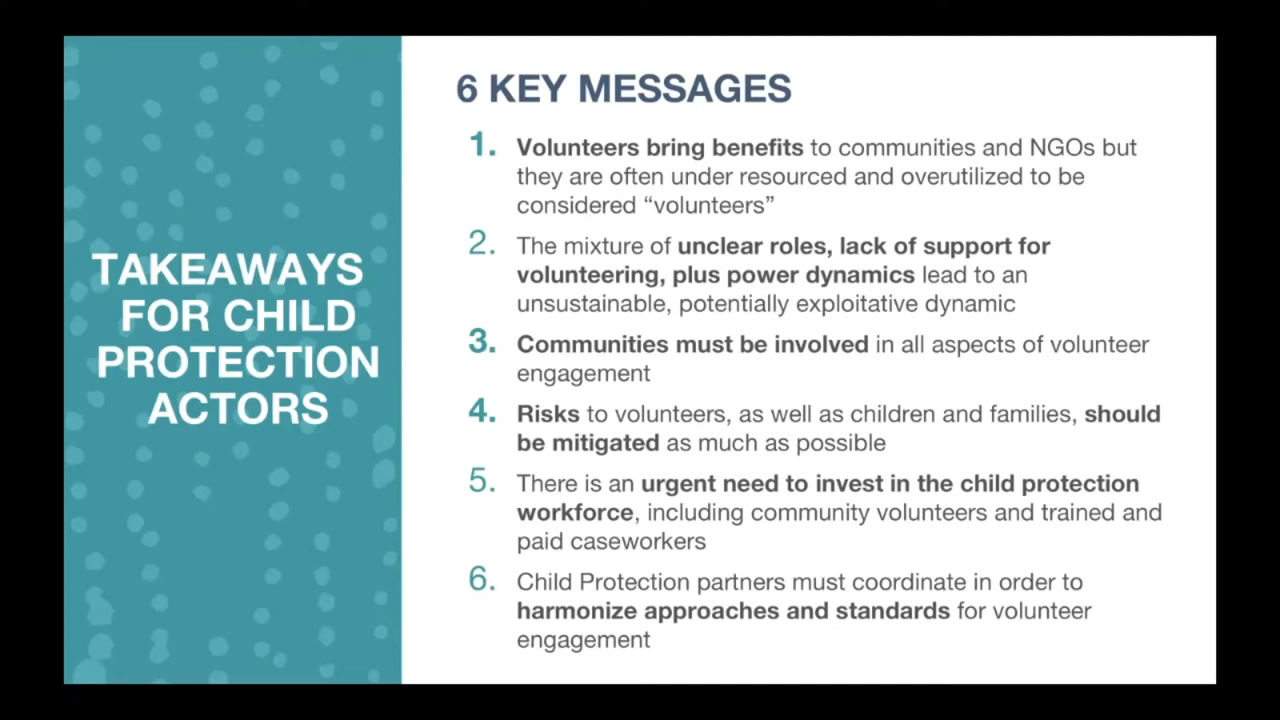 TAKEAWAYS
FOR CHILD
PROTECTION
ACTORS
6 KEY MESSAGES
1. Volunteers bring benefits to communities and NGOs but
they are often under resourced and overutilized to be
considered “volunteers”
2. The mixture of unclear roles, lack of support for
volunteering, plus power dynamics lead to an
unsustainable, potentially exploitative dynamic
3. Communities must be involved in all aspects of volunteer
engagement
4. Risks to volunteers, as well as children and families, should
be mitigated as much as possible
5. There is an urgent need to invest in the child protection
workforce, including community volunteers and trained and
paid caseworkers
6. Child Protection partners must coordinate in order to
harmonize approaches and standards for volunteer
engagement